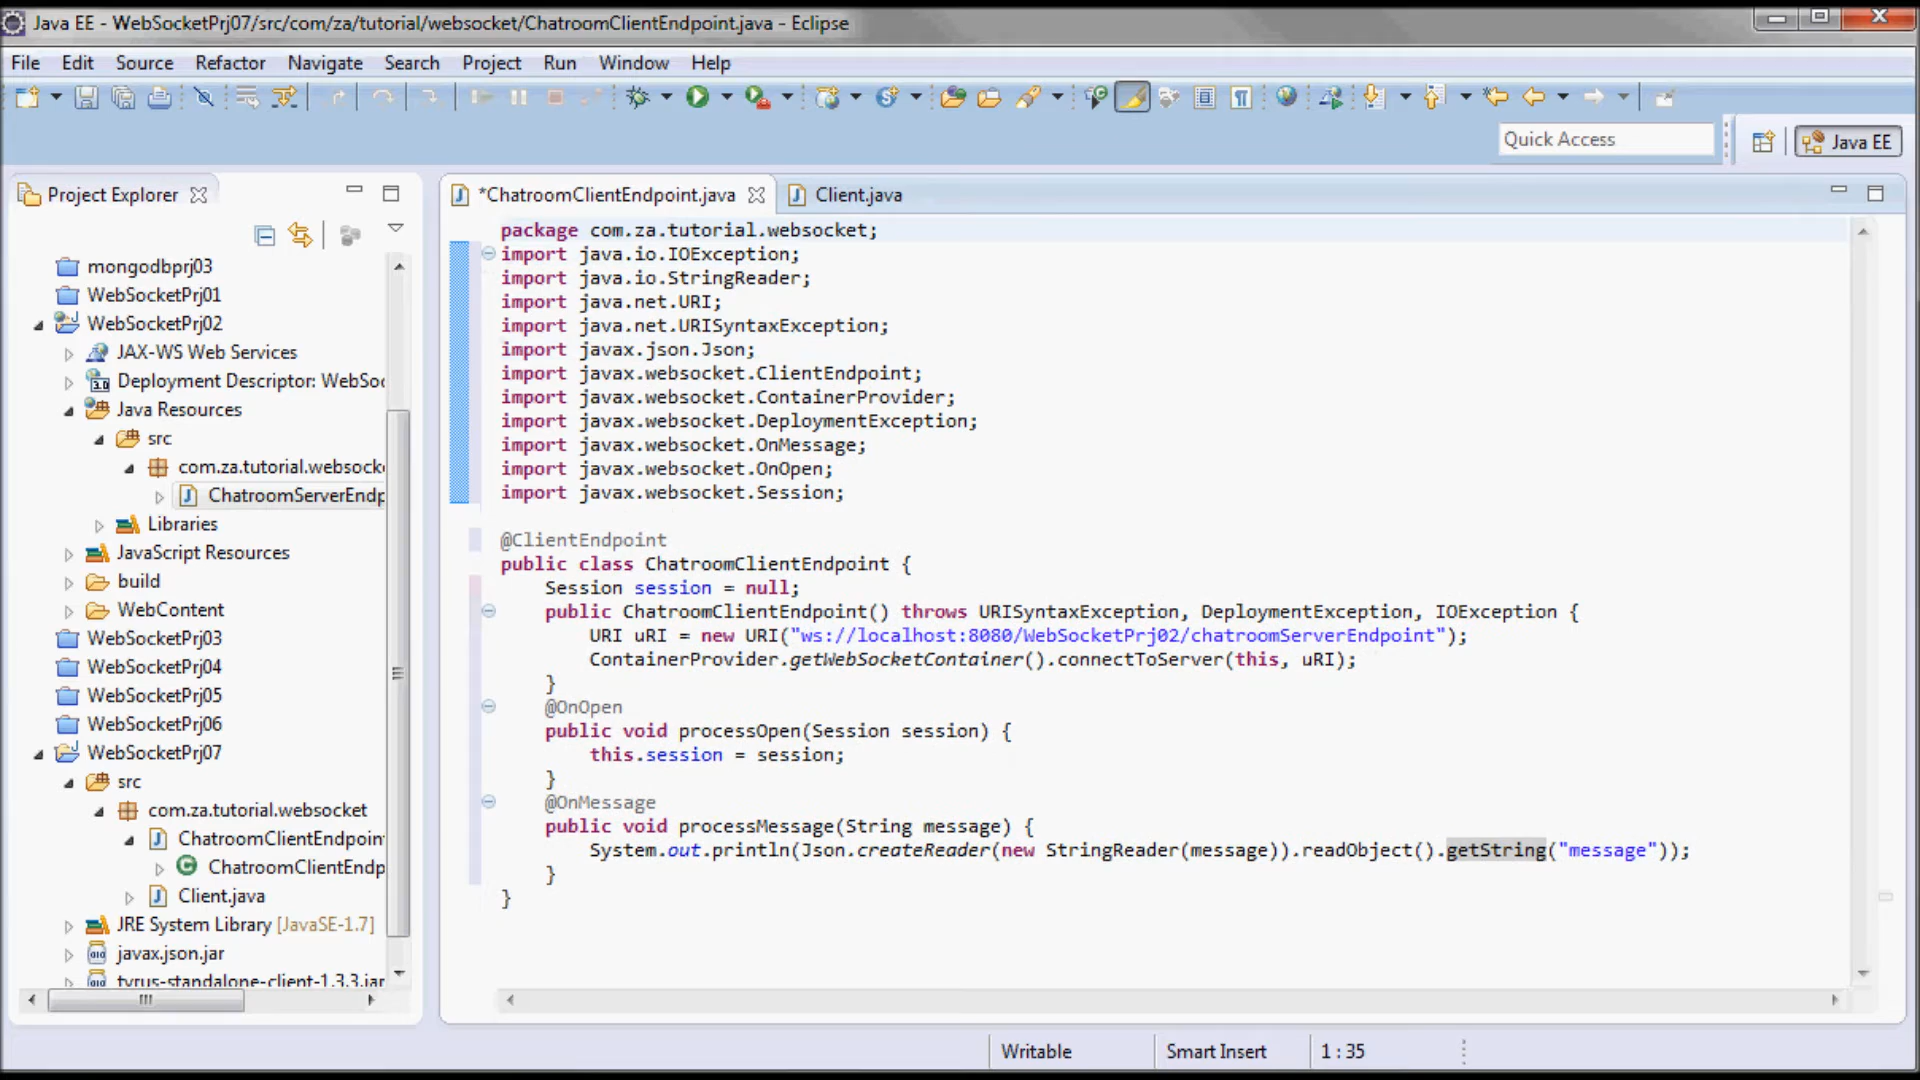 Java EE - WebSocketPrj07/src/com/za/tutorial/websocket/ChatroomClientEndpoint.java - Eclipse
File Edit Source Refactor Navigate Search Project Run Window Help
Quick Access
Java EE
Project Explorer
mongodbprj03
WebSocketPrj01
WebSocketPrj02
JAX-WS Web Services
Deployment Descriptor: WebSoc
Java Resources
src
com.za.tutorial.websocke
ChatroomServerEndp
Libraries
JavaScript Resources
build
WebContent
WebSocketPrj03
WebSocketPrj04
WebSocketPrj05
WebSocketPrj06
WebSocketPrj07
src
com.za.tutorial.websocket
ChatroomClientEndpoint
ChatroomClientEndp
Client.java
JRE System Library [JavaSE-1.7]
javax.json.jar
tyrus-standalone-client-1.3.3.jar
*ChatroomClientEndpoint.java
Client.java
package com.za.tutorial.websocket;
import java.io.IOException;
import java.io.StringReader;
import java.net.URI;
import java.net.URISyntaxException;
import javax.json.Json;
import javax.websocket.ClientEndpoint;
import javax.websocket.ContainerProvider;
import javax.websocket.DeploymentException;
import javax.websocket.OnMessage;
import javax.websocket.OnOpen;
import javax.websocket.Session;
@ClientEndpoint
public class ChatroomClientEndpoint {
Session session = null;
public ChatroomClientEndpoint() throws URISyntaxException, DeploymentException, IOException {
URI uRI = new URI("ws://localhost:8080/WebSocketPrj02/chatroomServerEndpoint");
ContainerProvider.getWebSocketContainer().connectToServer(this, uRI);
}
@OnOpen
public void processOpen(Session session) {
this.session = session;
}
@OnMessage
public void processMessage(String message) {
System.out.println(Json.createReader(new StringReader(message)).readObject().getString("message"));
}
}
Writable
Smart Insert
1 : 35